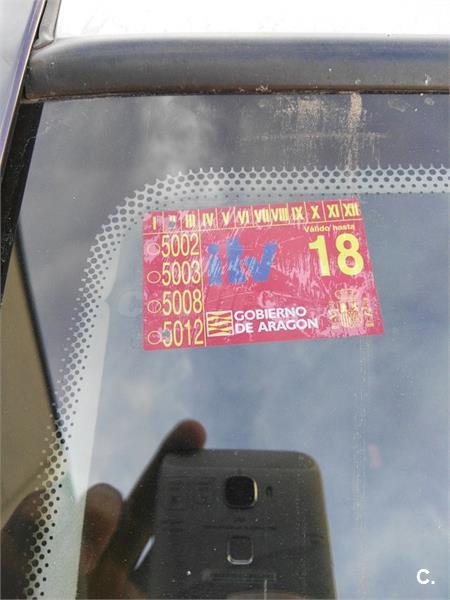 I II III IV V VI VII VIII IX X XI XII
5002
5003
5008
5012
itv
Válido hasta
18
GOBIERNO
DE ARAGON
C.